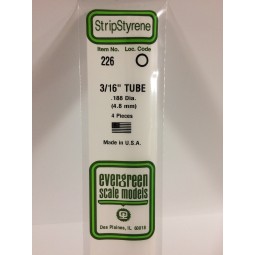 StripStyrene
Item No. Loc. Code
226
3/16" TUBE
.188 Dia.
(4.8 mm)
4 Pieces
Made in U.S.A.
evergreen
scale models
Des Plaines, IL 60018